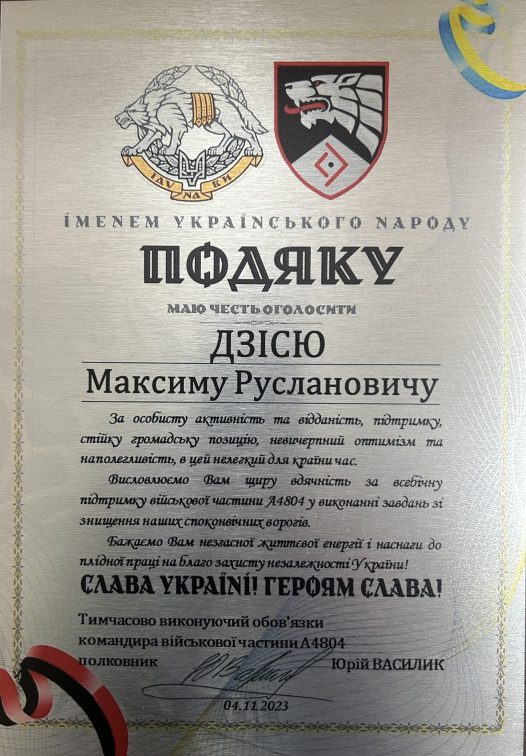 ІДУ НА ВИ
ІМЕНЕМ УКРАЇНСЬКОГО НАРОДУ
ПОДЯКУ
МАЮ ЧЕСТЬ ОГОЛОСИТИ
ДЗІСЮ
Максиму Руслановичу
За особисту активність та відданість, підтримку,
стійку громадську позицію, невичерпний оптимізм та
наполегливість, в цей нелегкий для країни час.
Висловлюємо Вам щиру вдячність за всебічну
підтримку військової частини А4804 у виконанні завдань зі
знищення наших споконвічних ворогів.
Бажаємо Вам незгасної життєвої енергії і наснаги до
плідної праці на благо захисту незалежності України!
СЛАВА УКРАЇНІ! ГЕРОЯМ СЛАВА!
Тимчасово виконуючий обов'язки
командира військової частини А4804
полковник Юрій ВАСИЛИК
04.11.2023